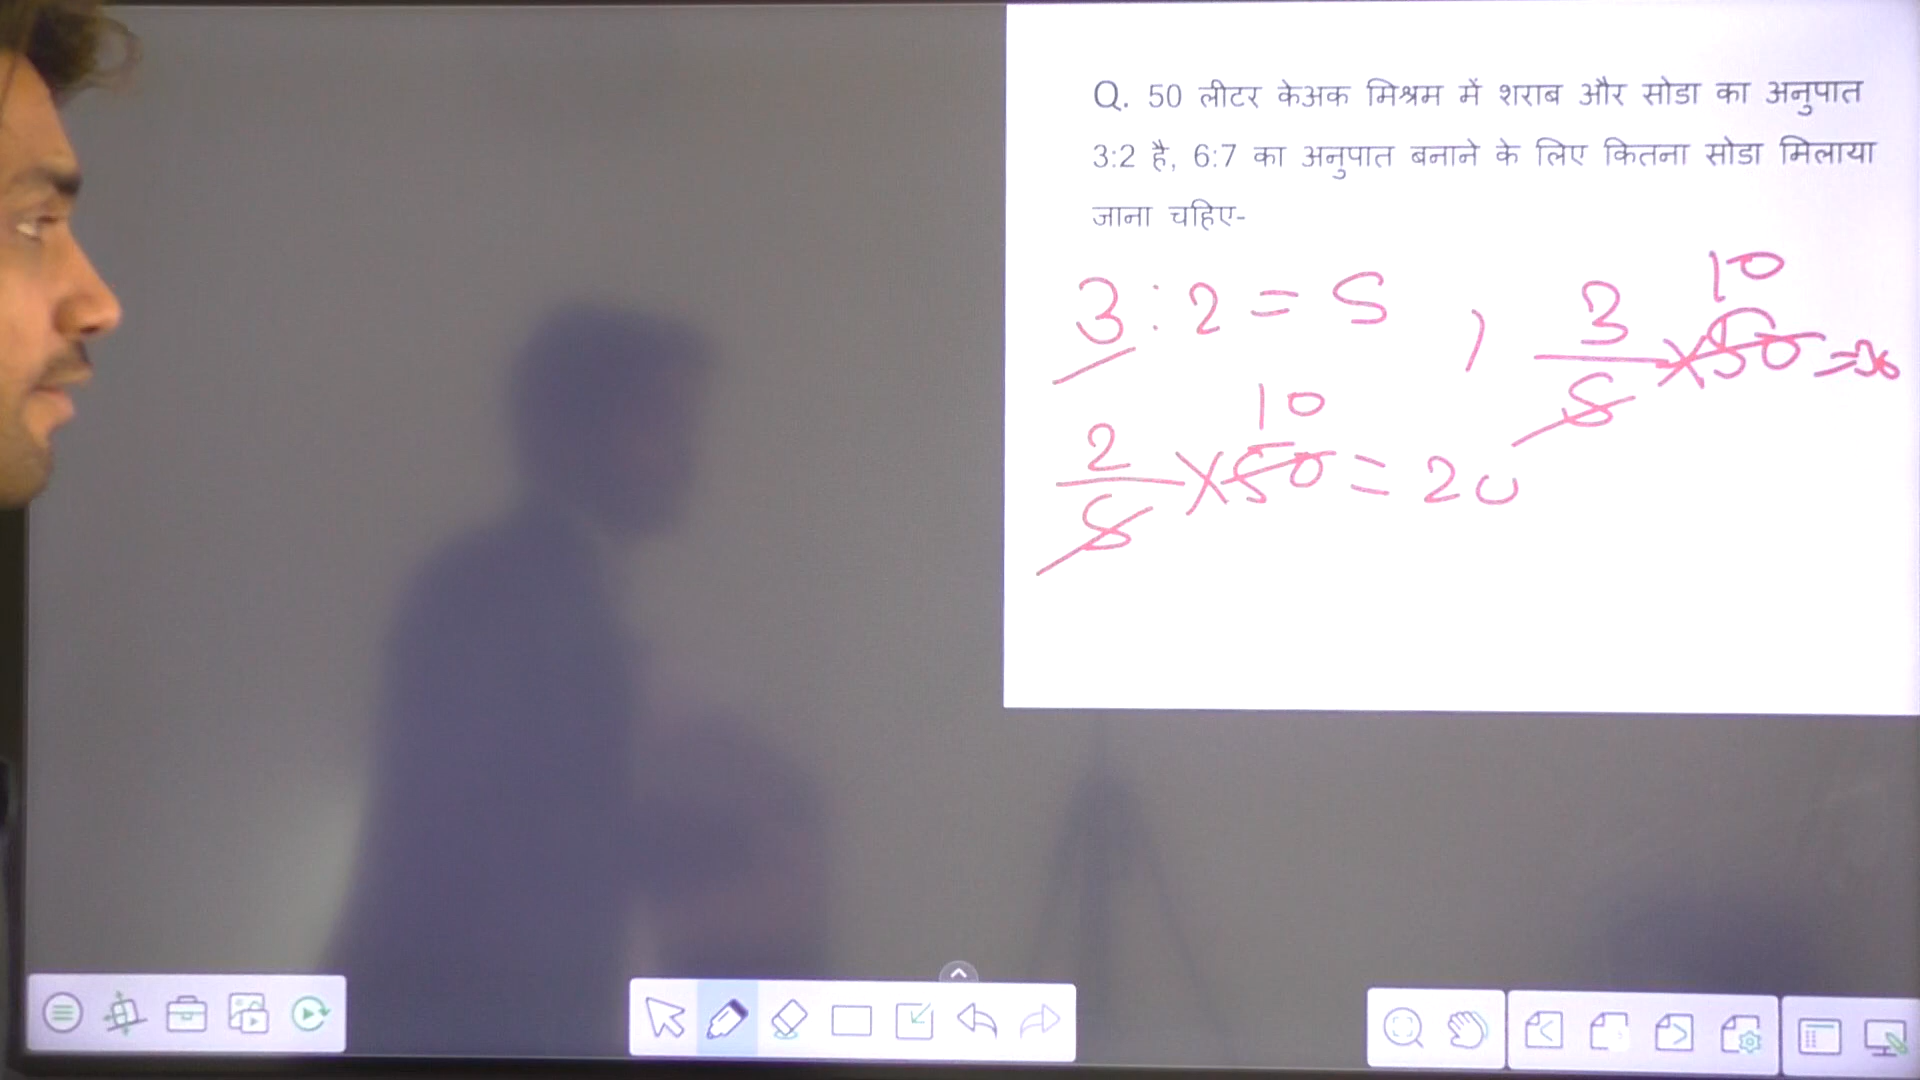 Q. 50 लीटर केअक मिश्रम में शराब और सोडा का अनुपात
3:2 है, 6:7 का अनुपात बनाने के लिए कितना सोडा मिलाया
जाना चहिए-
3:2 = 5 , 3/5 × 50 10 = 30
2/5 × 50 10 = 20